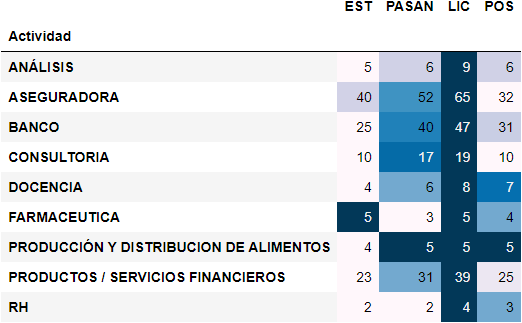 EST PASAN LIC POS
Actividad
ANÁLISIS 5 6 9 6
ASEGURADORA 40 52 65 32
BANCO 25 40 47 31
CONSULTORIA 10 17 19 10
DOCENCIA 4 6 8 7
FARMACEUTICA 5 3 5 4
PRODUCCIÓN Y DISTRIBUCION DE ALIMENTOS 4 5 5 5
PRODUCTOS / SERVICIOS FINANCIEROS 23 31 39 25
RH 2 2 4 3